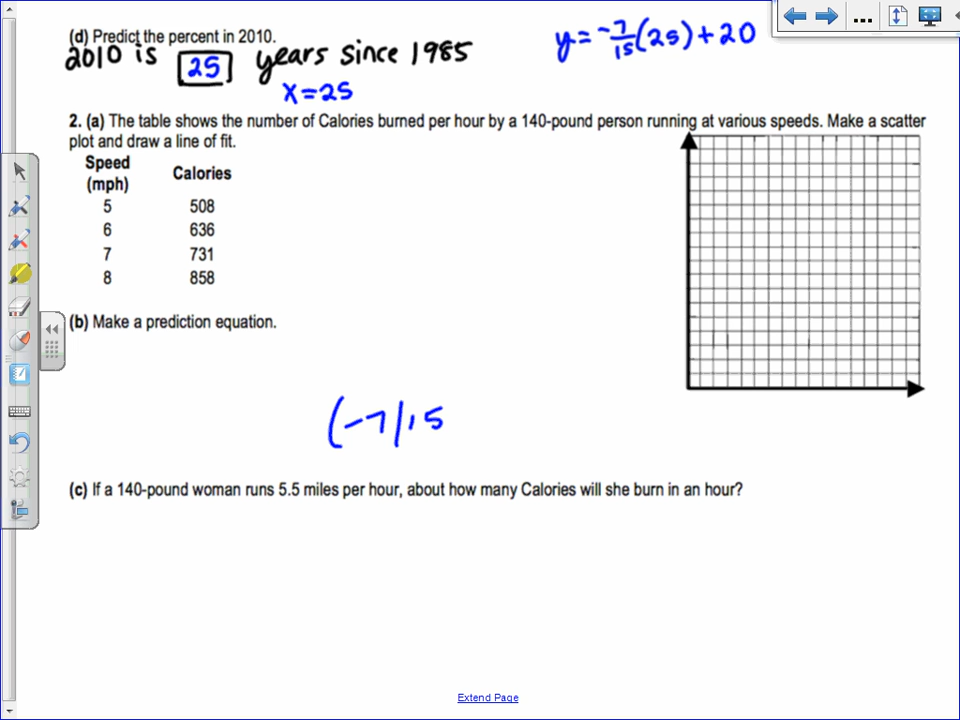 (d) Predict the percent in 2010.
2010 is 25 years since 1985
x=25
y=-7/15(25)+20
2. (a) The table shows the number of Calories burned per hour by a 140-pound person running at various speeds. Make a scatter
plot and draw a line of fit.
Speed
(mph) Calories
5 508
6 636
7 731
8 858
(b) Make a prediction equation.
(-7/15
(c) If a 140-pound woman runs 5.5 miles per hour, about how many Calories will she burn in an hour?
Extend Page